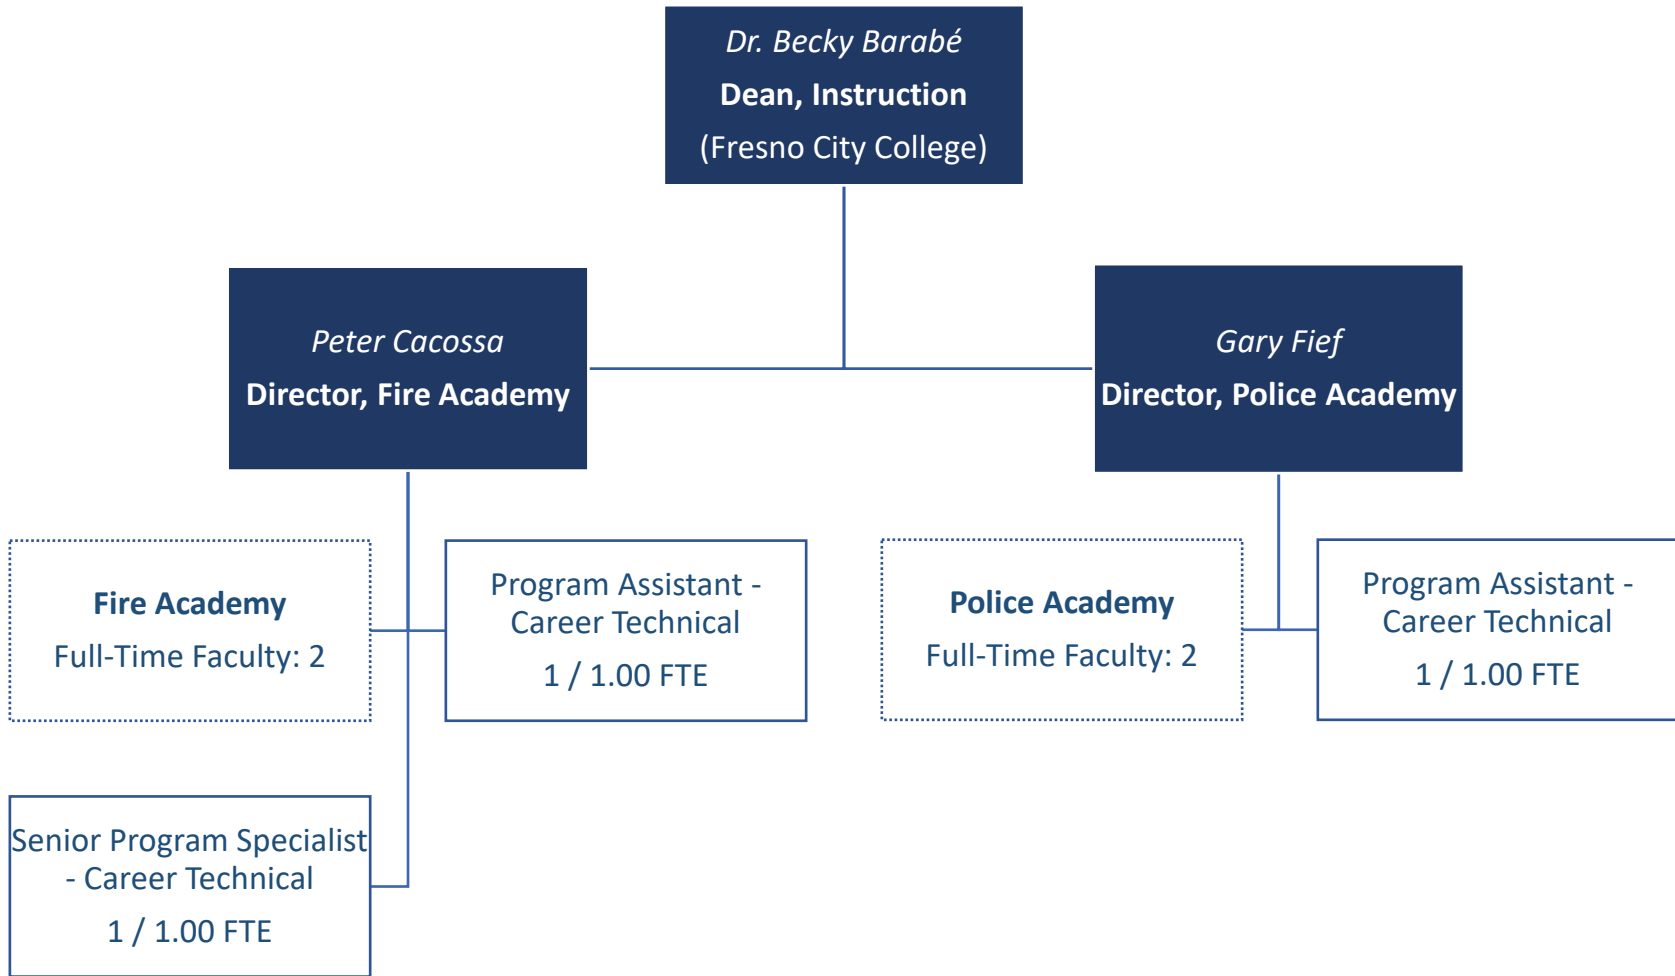 Dr. Becky Barabé
Dean, Instruction
(Fresno City College)
Peter Cacossa
Director, Fire Academy
Gary Fief
Director, Police Academy
Fire Academy
Full-Time Faculty: 2
Program Assistant -
Career Technical
1 / 1.00 FTE
Police Academy
Full-Time Faculty: 2
Program Assistant -
Career Technical
1 / 1.00 FTE
Senior Program Specialist
- Career Technical
1 / 1.00 FTE